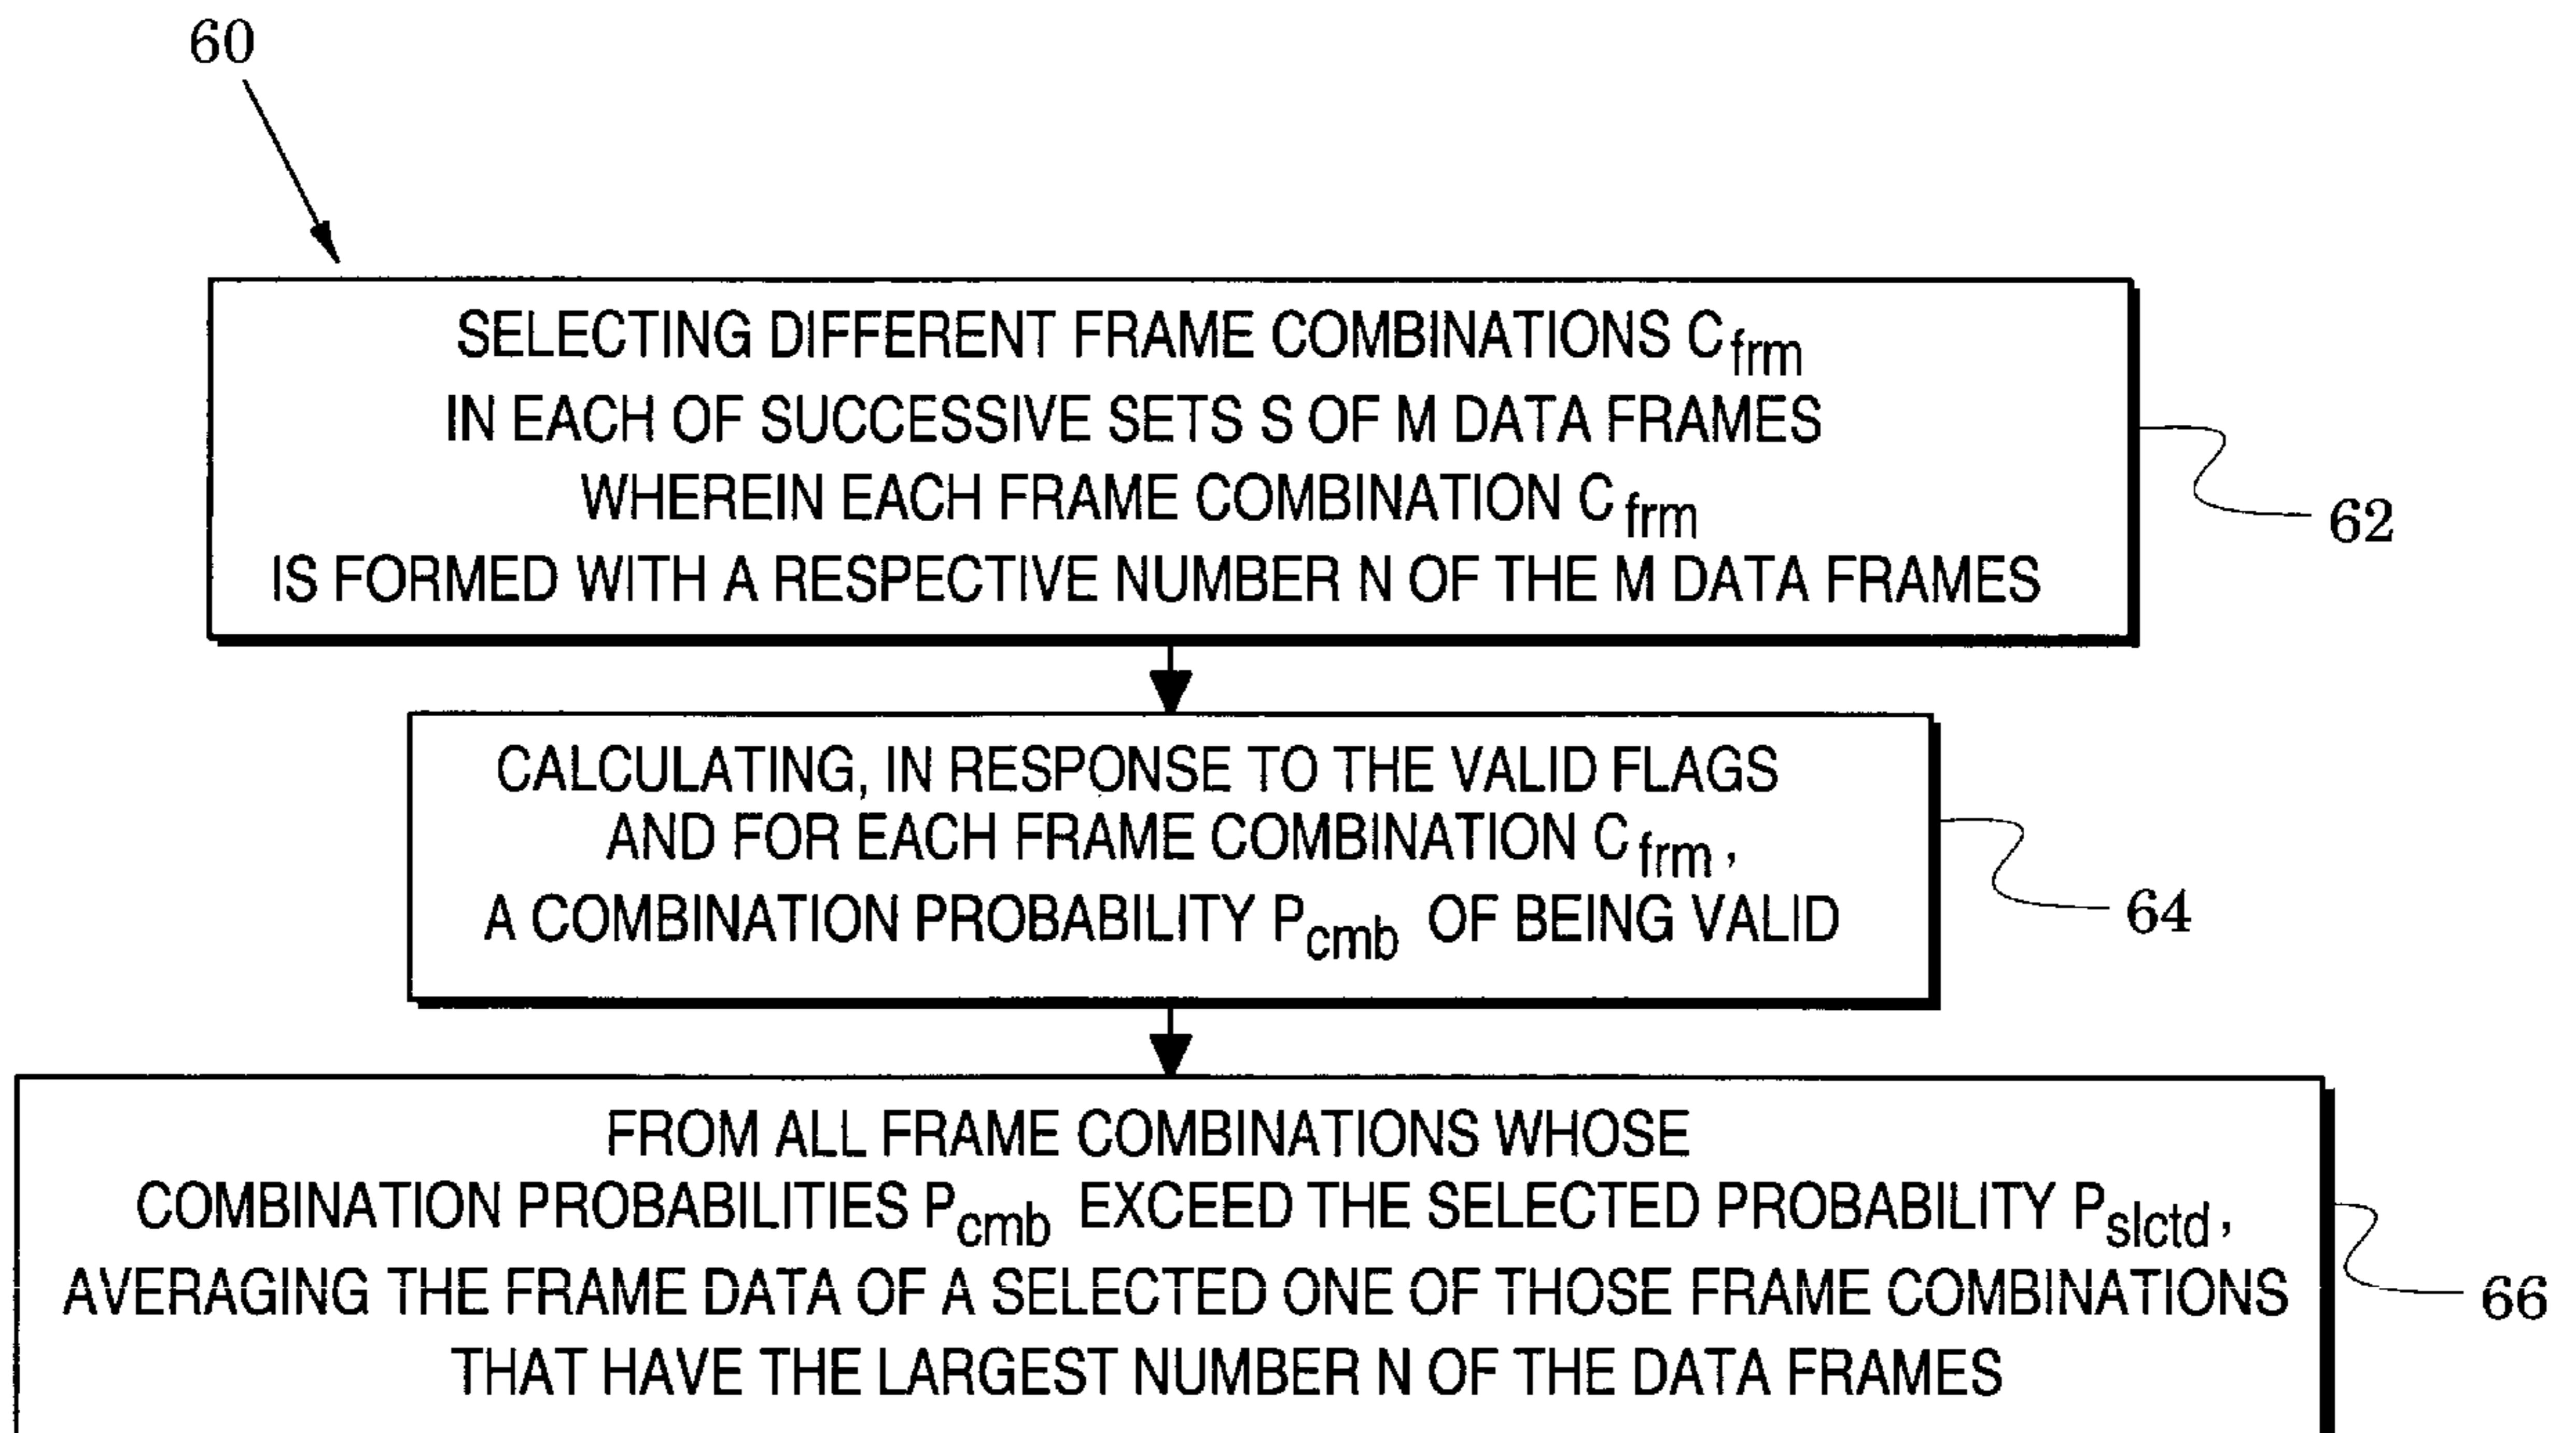 60
SELECTING DIFFERENT FRAME COMBINATIONS C frm
IN EACH OF SUCCESSIVE SETS S OF M DATA FRAMES
WHEREIN EACH FRAME COMBINATION C frm
IS FORMED WITH A RESPECTIVE NUMBER N OF THE M DATA FRAMES
62
CALCULATING, IN RESPONSE TO THE VALID FLAGS
AND FOR EACH FRAME COMBINATION C frm,
A COMBINATION PROBABILITY Pcmb OF BEING VALID
64
FROM ALL FRAME COMBINATIONS WHOSE
COMBINATION PROBABILITIES Pcmb EXCEED THE SELECTED PROBABILITY Pslctd,
AVERAGING THE FRAME DATA OF A SELECTED ONE OF THOSE FRAME COMBINATIONS
THAT HAVE THE LARGEST NUMBER N OF THE DATA FRAMES
66